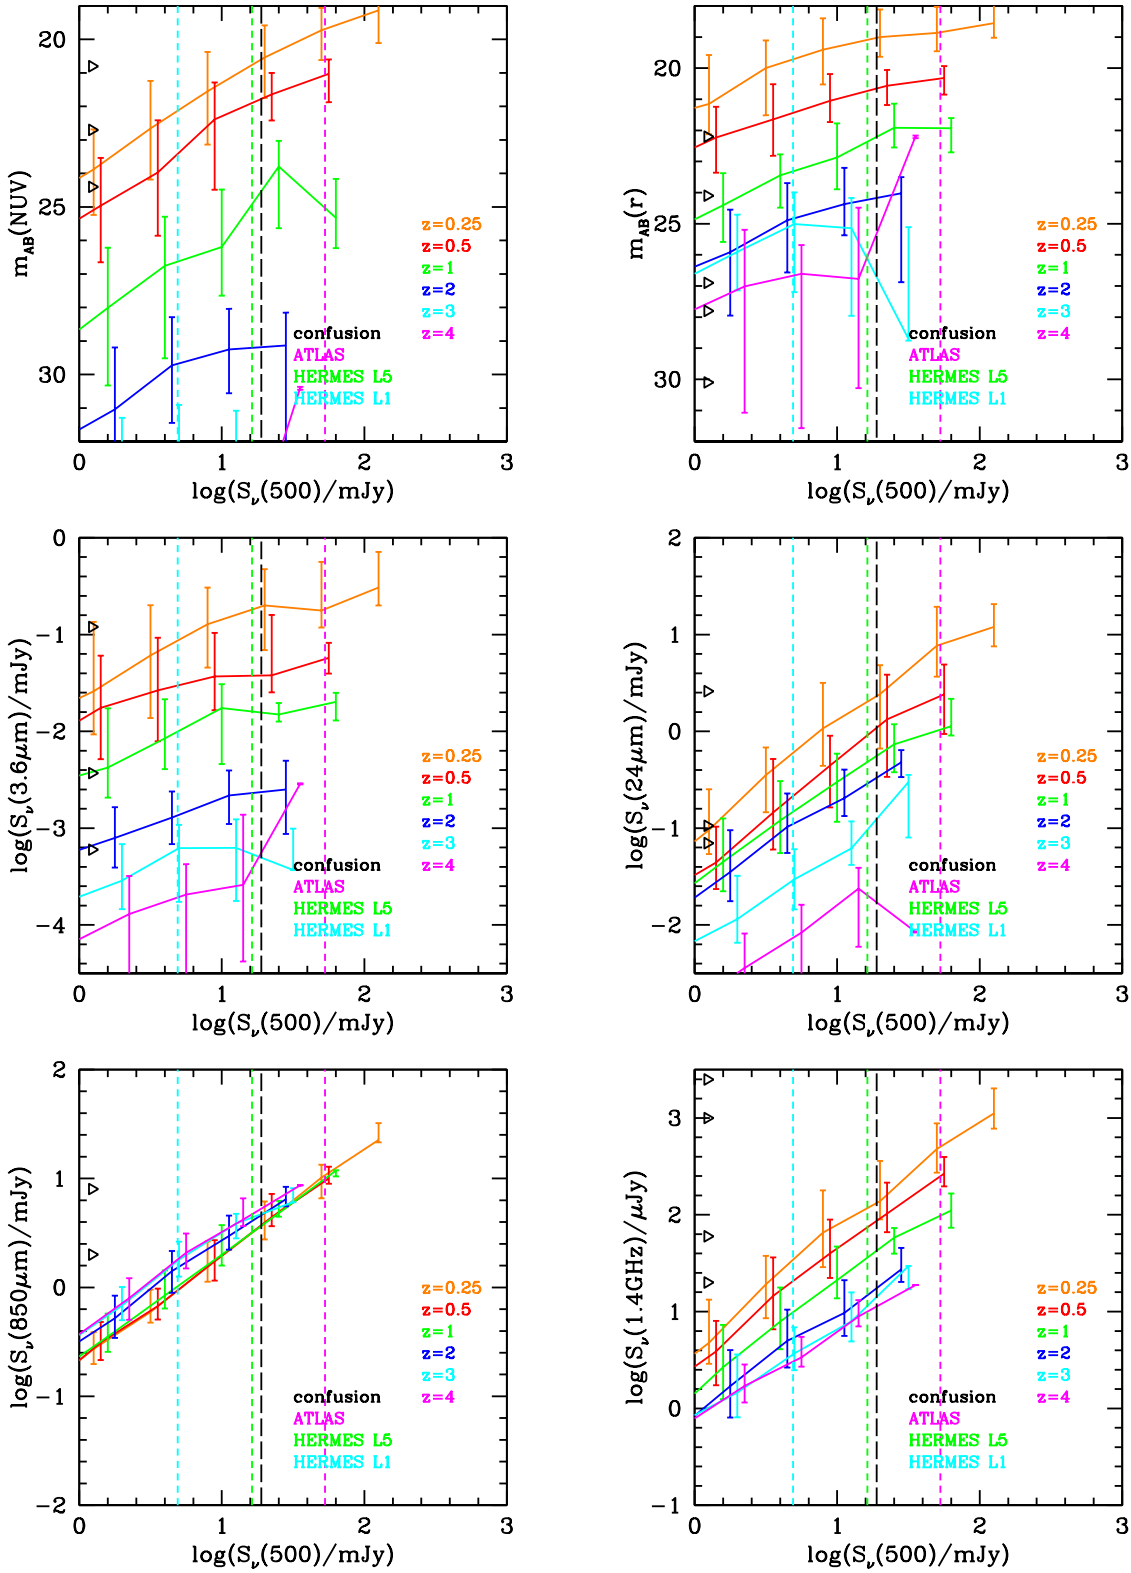 20
25
30
m_AB(NUV)
z=0.25
z=0.5
z=1
z=2
z=3
z=4
confusion
ATLAS
HERMES L5
HERMES L1
0 1 2 3
log(S_ν(500)/mJy)
20
25
30
m_AB(r)
z=0.25
z=0.5
z=1
z=2
z=3
z=4
confusion
ATLAS
HERMES L5
HERMES L1
0 1 2 3
log(S_ν(500)/mJy)
0
−1
−2
−3
−4
log(S_ν(3.6μm)/mJy)
z=0.25
z=0.5
z=1
z=2
z=3
z=4
confusion
ATLAS
HERMES L5
HERMES L1
0 1 2 3
log(S_ν(500)/mJy)
2
1
0
−1
−2
log(S_ν(24μm)/mJy)
z=0.25
z=0.5
z=1
z=2
z=3
z=4
confusion
ATLAS
HERMES L5
HERMES L1
0 1 2 3
log(S_ν(500)/mJy)
2
1
0
−1
−2
log(S_ν(850μm)/mJy)
z=0.25
z=0.5
z=1
z=2
z=3
z=4
confusion
ATLAS
HERMES L5
HERMES L1
0 1 2 3
log(S_ν(500)/mJy)
3
2
1
0
−1
log(S_ν(1.4GHz)/μJy)
z=0.25
z=0.5
z=1
z=2
z=3
z=4
confusion
ATLAS
HERMES L5
HERMES L1
0 1 2 3
log(S_ν(500)/mJy)